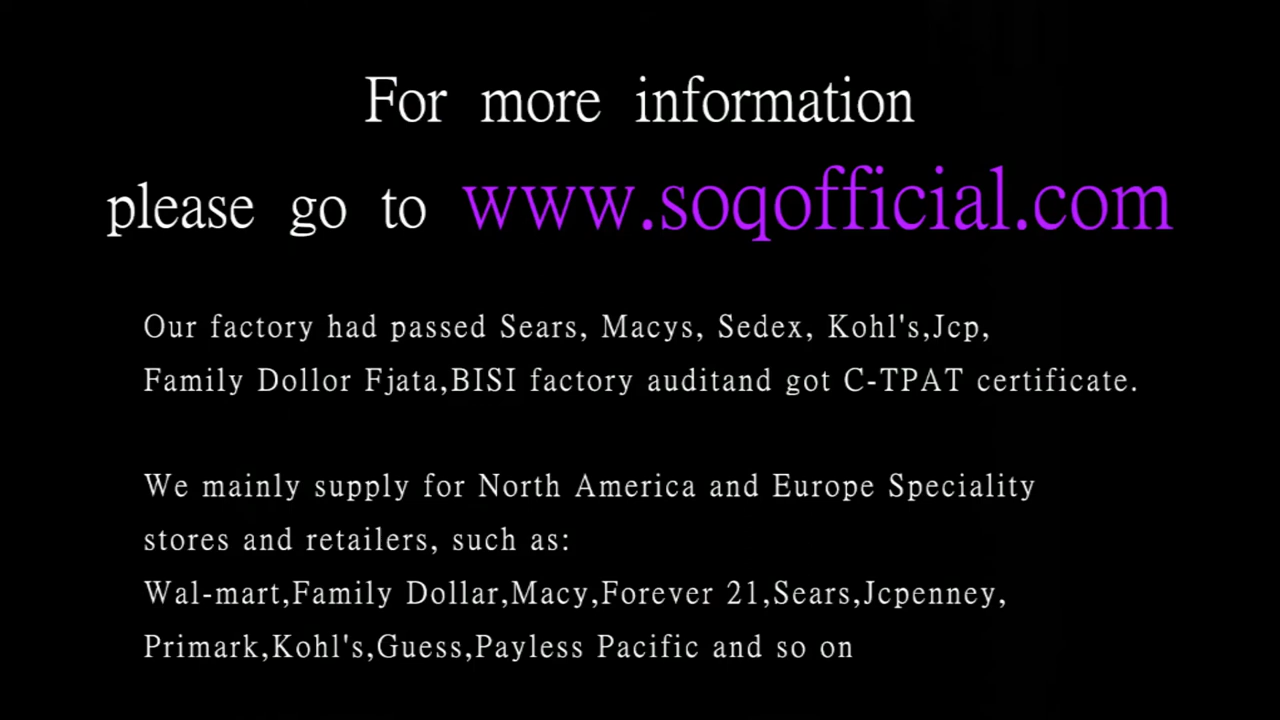 For more information
please go to www.soqofficial.com
Our factory had passed Sears, Macys, Sedex, Kohl's,Jcp,
Family Dollor Fjata,BISI factory auditand got C-TPAT certificate.
We mainly supply for North America and Europe Speciality
stores and retailers, such as:
Wal-mart,Family Dollar,Macy,Forever 21,Sears,Jcpenney,
Primark,Kohl's,Guess,Payless Pacific and so on